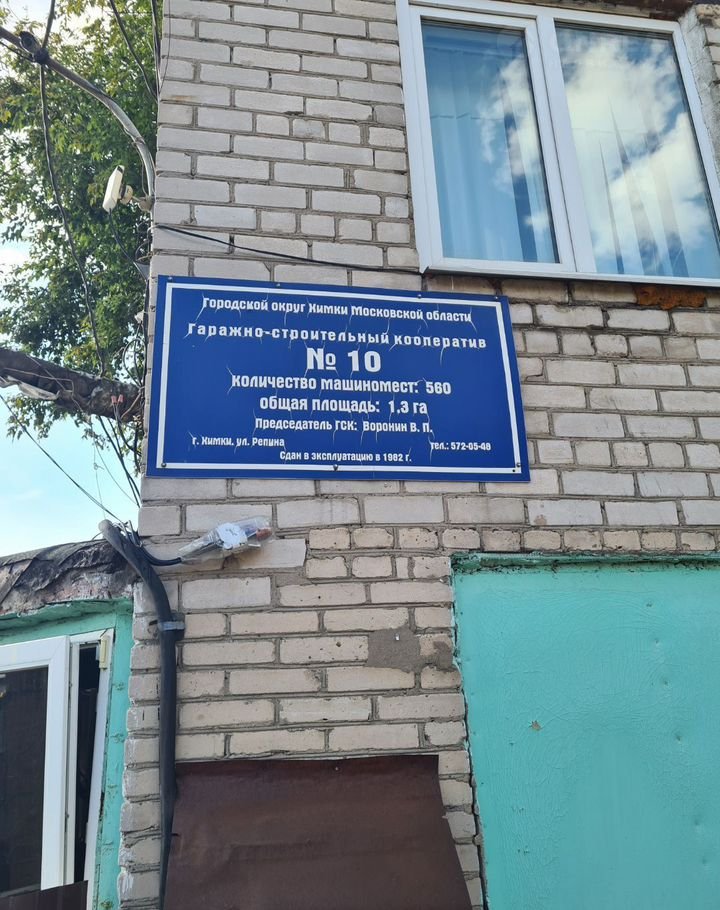 Городской округ Химки Московской области
Гаражно-строительный кооператив
№ 10
количество машиномест: 560
общая площадь: 1,3 га
Председатель ГСК: Воронин В. П.
г. Химки, ул. Репина тел.: 572-05-48
Сдан в эксплуатацию в 1982 г.